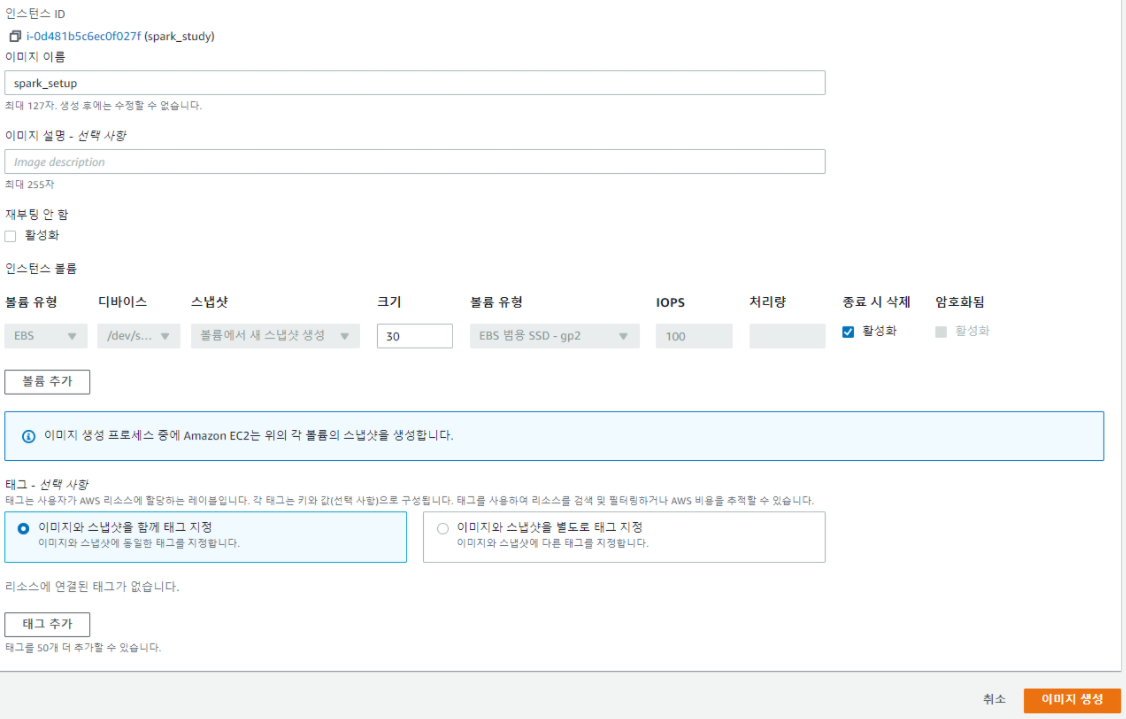 인스턴스 ID
i-0d481b5c6ec0f027f (spark_study)
이미지 이름
spark_setup
최대 127자. 생성 후에는 수정할 수 없습니다.
이미지 설명 - 선택 사항
Image description
최대 255자
재부팅 안 함
활성화
인스턴스 볼륨
볼륨 유형 디바이스 스냅샷 크기 볼륨 유형 IOPS 처리량 종료 시 삭제 암호화됨
EBS /dev/s... 볼륨에서 새 스냅샷 생성 30 EBS 범용 SSD - gp2 100 활성화 활성화
볼륨 추가
이미지 생성 프로세스 중에 Amazon EC2는 위의 각 볼륨의 스냅샷을 생성합니다.
태그 - 선택 사항
태그는 사용자가 AWS 리소스에 할당하는 레이블입니다. 각 태그는 키와 값(선택 사항)으로 구성됩니다. 태그를 사용하여 리소스를 검색 및 필터링하거나 AWS 비용을 추적할 수 있습니다.
이미지와 스냅샷을 함께 태그 지정 이미지와 스냅샷을 별도로 태그 지정
이미지와 스냅샷에 동일한 태그를 지정합니다. 이미지와 스냅샷에 다른 태그를 지정합니다.
리소스에 연결된 태그가 없습니다.
태그 추가
태그를 50개 더 추가할 수 있습니다.
취소 이미지 생성